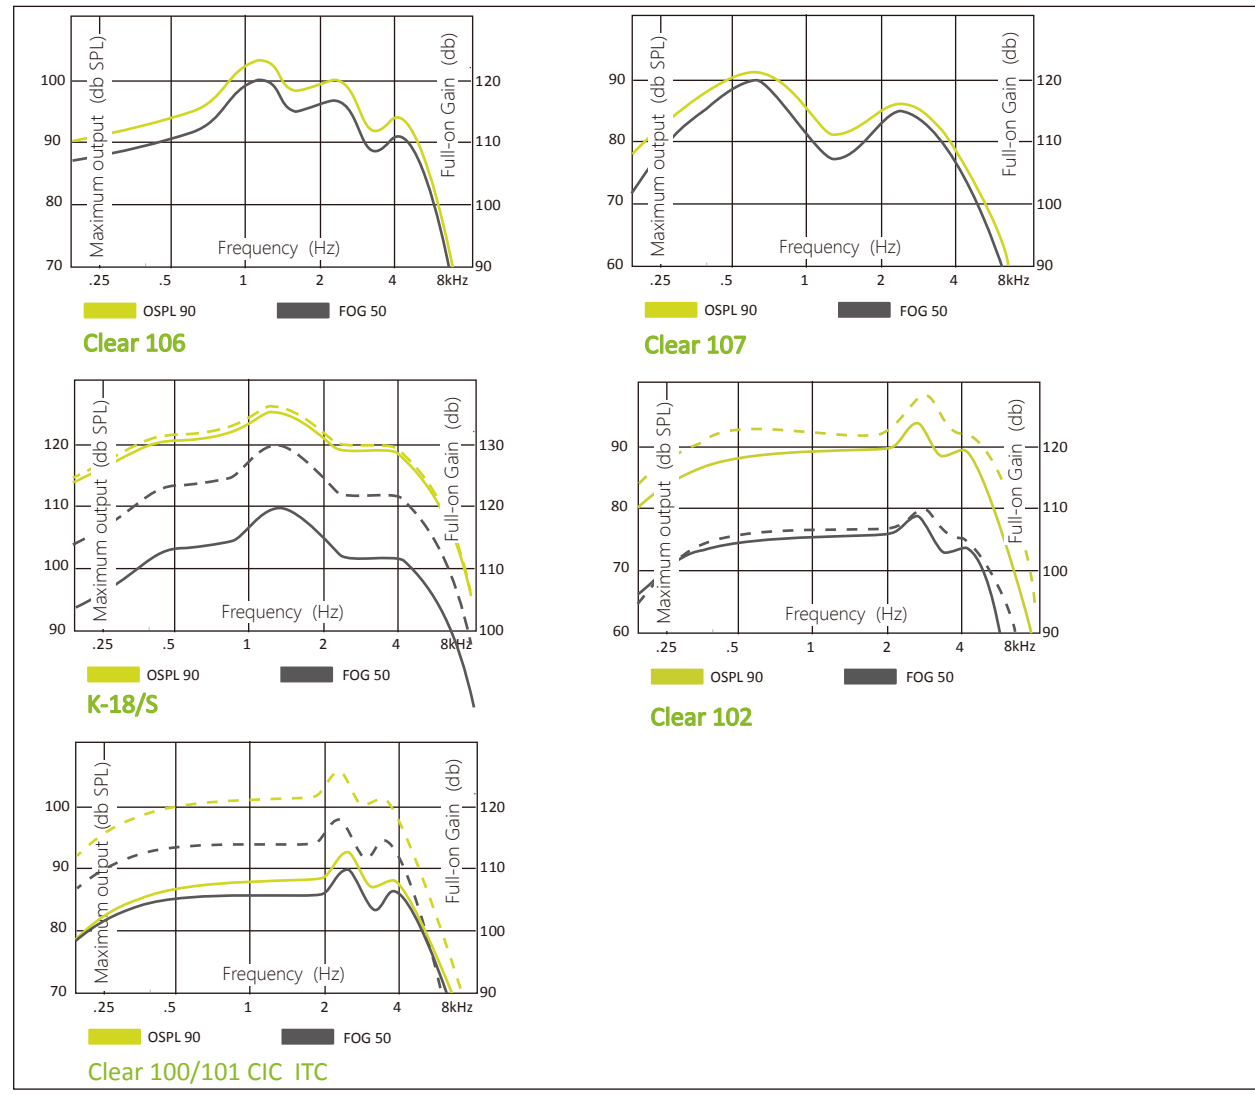 Maximum output (db SPL)
Full-on Gain (db)
100
90
80
70
120
110
100
90
Frequency (Hz)
.25 .5 1 2 4 8kHz
OSPL 90 FOG 50
Clear 106
Maximum output (db SPL)
Full-on Gain (db)
90
80
70
60
120
110
100
90
Frequency (Hz)
.25 .5 1 2 4 8kHz
OSPL 90 FOG 50
Clear 107
Maximum output (db SPL)
Full-on Gain (db)
120
110
100
90
130
120
110
100
Frequency (Hz)
.25 .5 1 2 4 8kHz
OSPL 90 FOG 50
K-18/S
Maximum output (db SPL)
Full-on Gain (db)
90
80
70
60
120
110
100
90
Frequency (Hz)
.25 .5 1 2 4 8kHz
OSPL 90 FOG 50
Clear 102
Maximum output (db SPL)
Full-on Gain (db)
100
90
80
70
120
110
100
90
Frequency (Hz)
.25 .5 1 2 4 8kHz
OSPL 90 FOG 50
Clear 100/101 CIC ITC